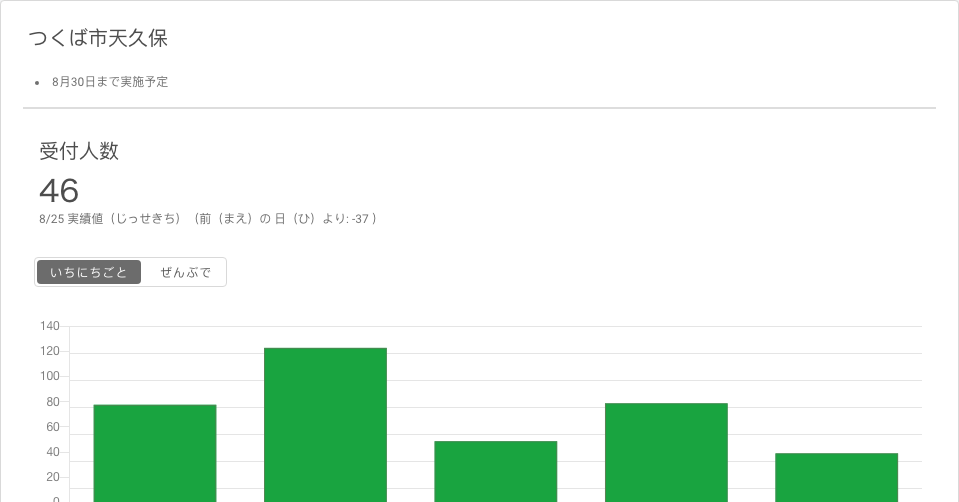 つくば市天久保
• 8月30日まで実施予定
受付人数
46
8/25 実績値（じっせきち）（前（まえ）の 日（ひ）より: -37 ）
いちにちごと ぜんぶで
140
120
100
80
60
40
20
0